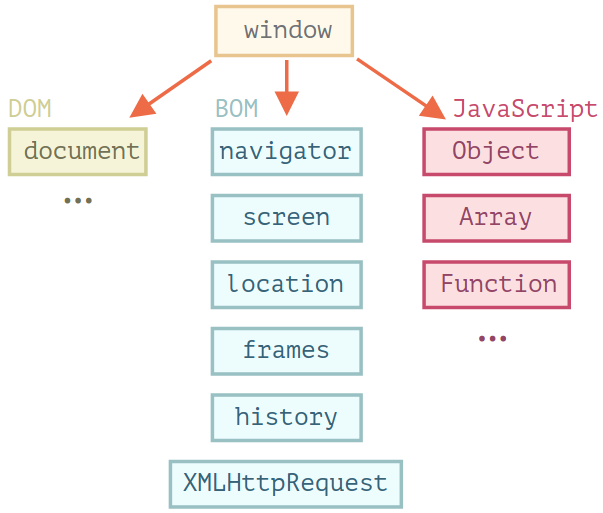 window
DOM
BOM
JavaScript
document
navigator
Object
...
screen
Array
location
Function
frames
...
history
XMLHttpRequest